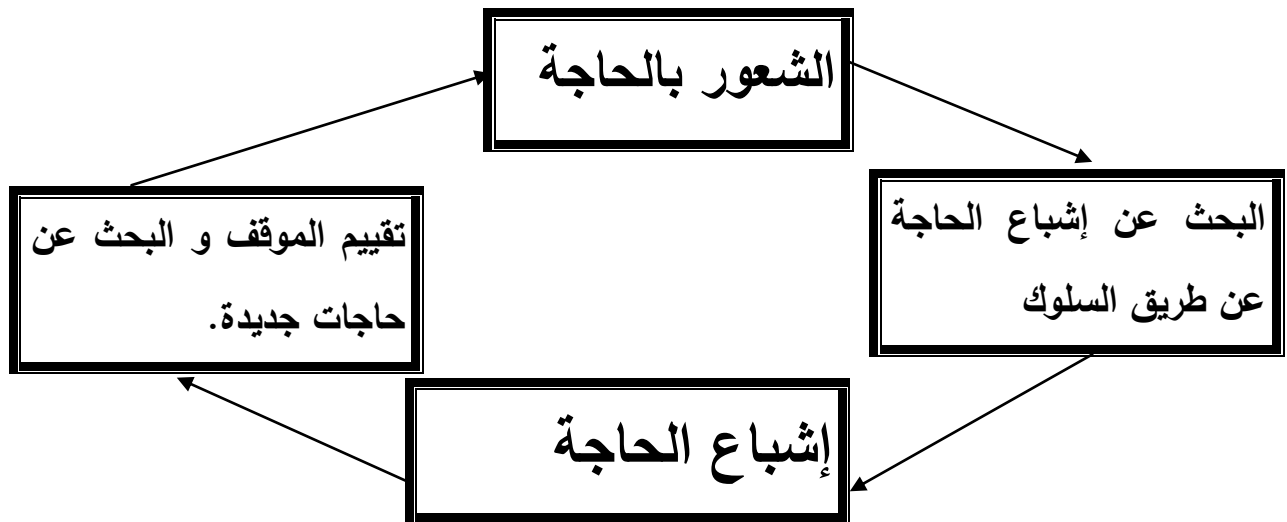 الشعور بالحاجة
البحث عن إشباع الحاجة
عن طريق السلوك
إشباع الحاجة
تقييم الموقف و البحث عن
حاجات جديدة.